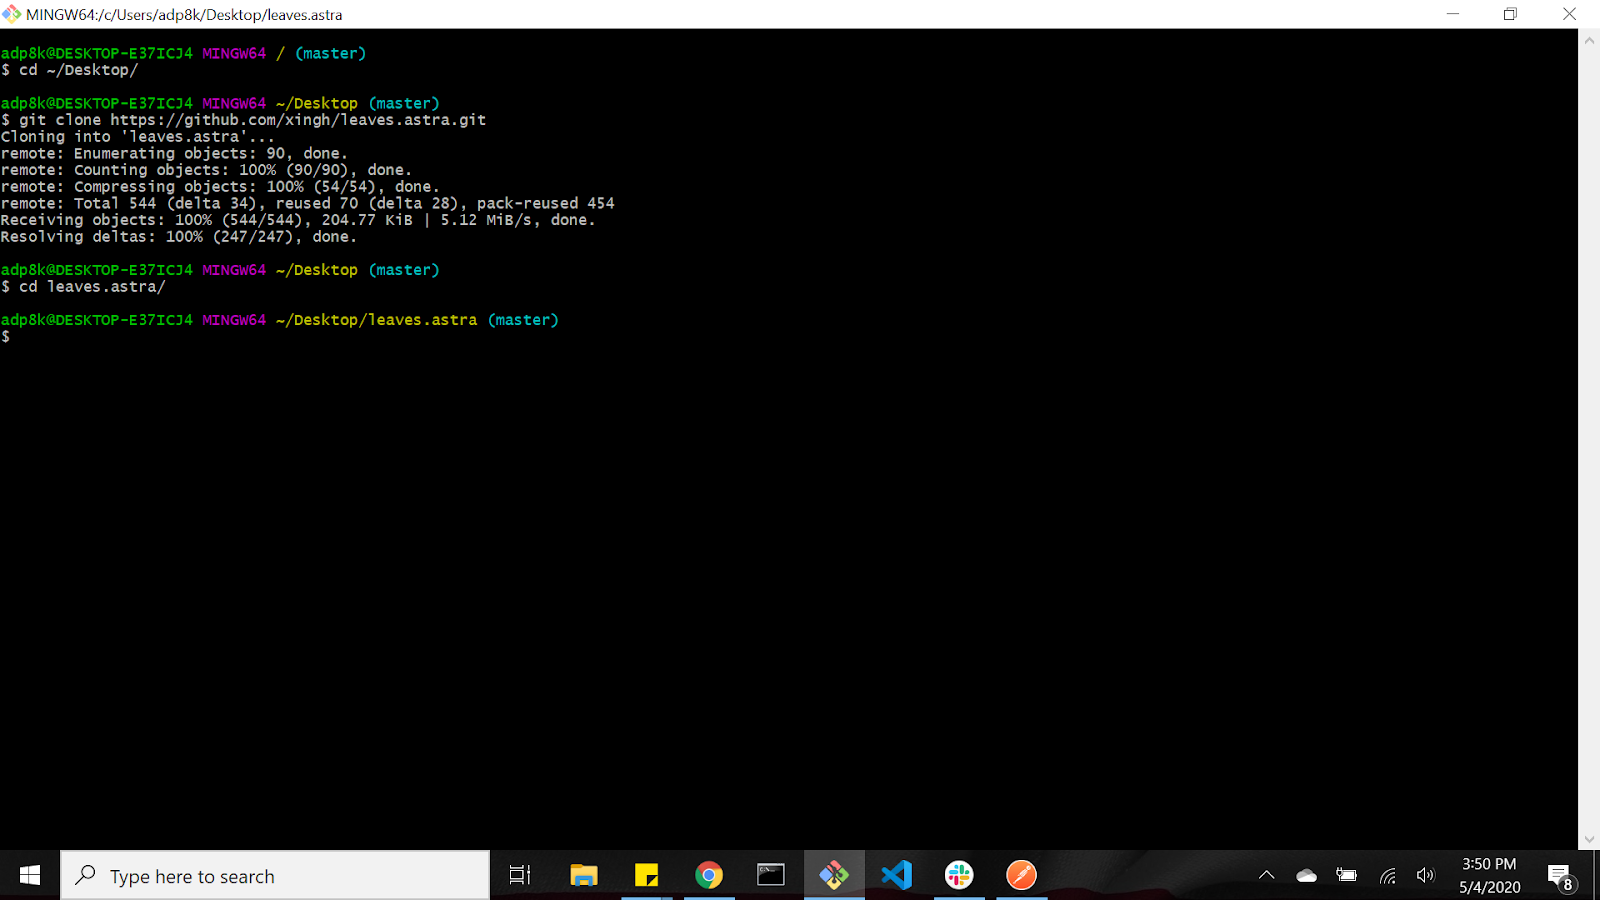 MINGW64:/c/Users/adp8k/Desktop/leaves.astra
adp8k@DESKTOP-E37ICJ4 MINGW64 / (master)
$ cd ~/Desktop/
adp8k@DESKTOP-E37ICJ4 MINGW64 ~/Desktop (master)
$ git clone https://github.com/xingh/leaves.astra.git
Cloning into 'leaves.astra'...
remote: Enumerating objects: 90, done.
remote: Counting objects: 100% (90/90), done.
remote: Compressing objects: 100% (54/54), done.
remote: Total 544 (delta 34), reused 70 (delta 28), pack-reused 454
Receiving objects: 100% (544/544), 204.77 KiB | 5.12 MiB/s, done.
Resolving deltas: 100% (247/247), done.
adp8k@DESKTOP-E37ICJ4 MINGW64 ~/Desktop (master)
$ cd leaves.astra/
adp8k@DESKTOP-E37ICJ4 MINGW64 ~/Desktop/leaves.astra (master)
$
Type here to search
3:50 PM
5/4/2020
8